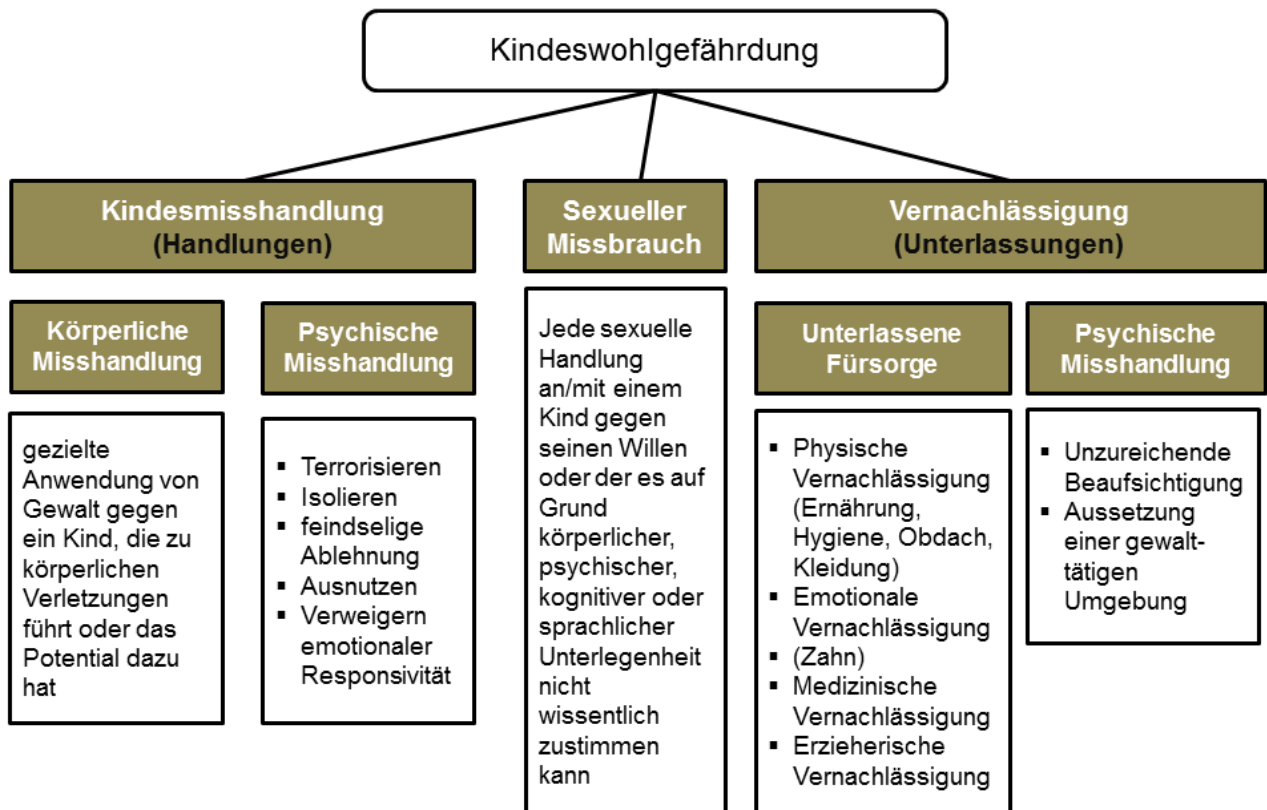 Kindeswohlgefährdung
Kindesmisshandlung
(Handlungen)
Sexueller
Missbrauch
Vernachlässigung
(Unterlassungen)
Körperliche
Misshandlung
Psychische
Misshandlung
Unterlassene
Fürsorge
Psychische
Misshandlung
gezielte
Anwendung von
Gewalt gegen
ein Kind, die zu
körperlichen
Verletzungen
führt oder das
Potential dazu
hat
▪ Terrorisieren
▪ Isolieren
▪ feindselige
Ablehnung
▪ Ausnutzen
▪ Verweigern
emotionaler
Responsivität
Jede sexuelle
Handlung
an/mit einem
Kind gegen
seinen Willen
oder der es auf
Grund
körperlicher,
psychischer,
kognitiver oder
sprachlicher
Unterlegenheit
nicht
wissentlich
zustimmen
kann
▪ Physische
Vernachlässigung
(Ernährung,
Hygiene, Obdach,
Kleidung)
▪ Emotionale
Vernachlässigung
▪ (Zahn)
▪ Medizinische
Vernachlässigung
▪ Erzieherische
Vernachlässigung
▪ Unzureichende
Beaufsichtigung
▪ Aussetzung
einer gewalt-
tätigen
Umgebung